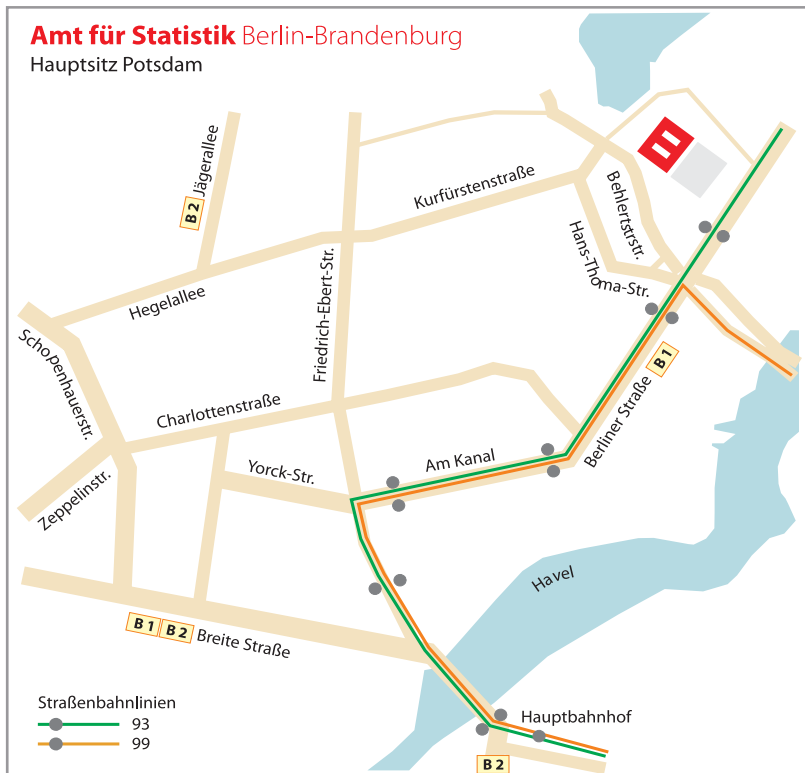 Amt für Statistik Berlin-Brandenburg
Hauptsitz Potsdam
B 2 Jägerallee
Kurfürstenstraße
Behlertstrstr.
Hans-Thoma-Str.
Hegelallee
Friedrich-Ebert-Str.
Schopenhauerstr.
Charlottenstraße
Berliner Straße B 1
Am Kanal
Yorck-Str.
Zeppelinstr.
Havel
B 1 B 2 Breite Straße
Straßenbahnlinien
93
99
Hauptbahnhof
B 2